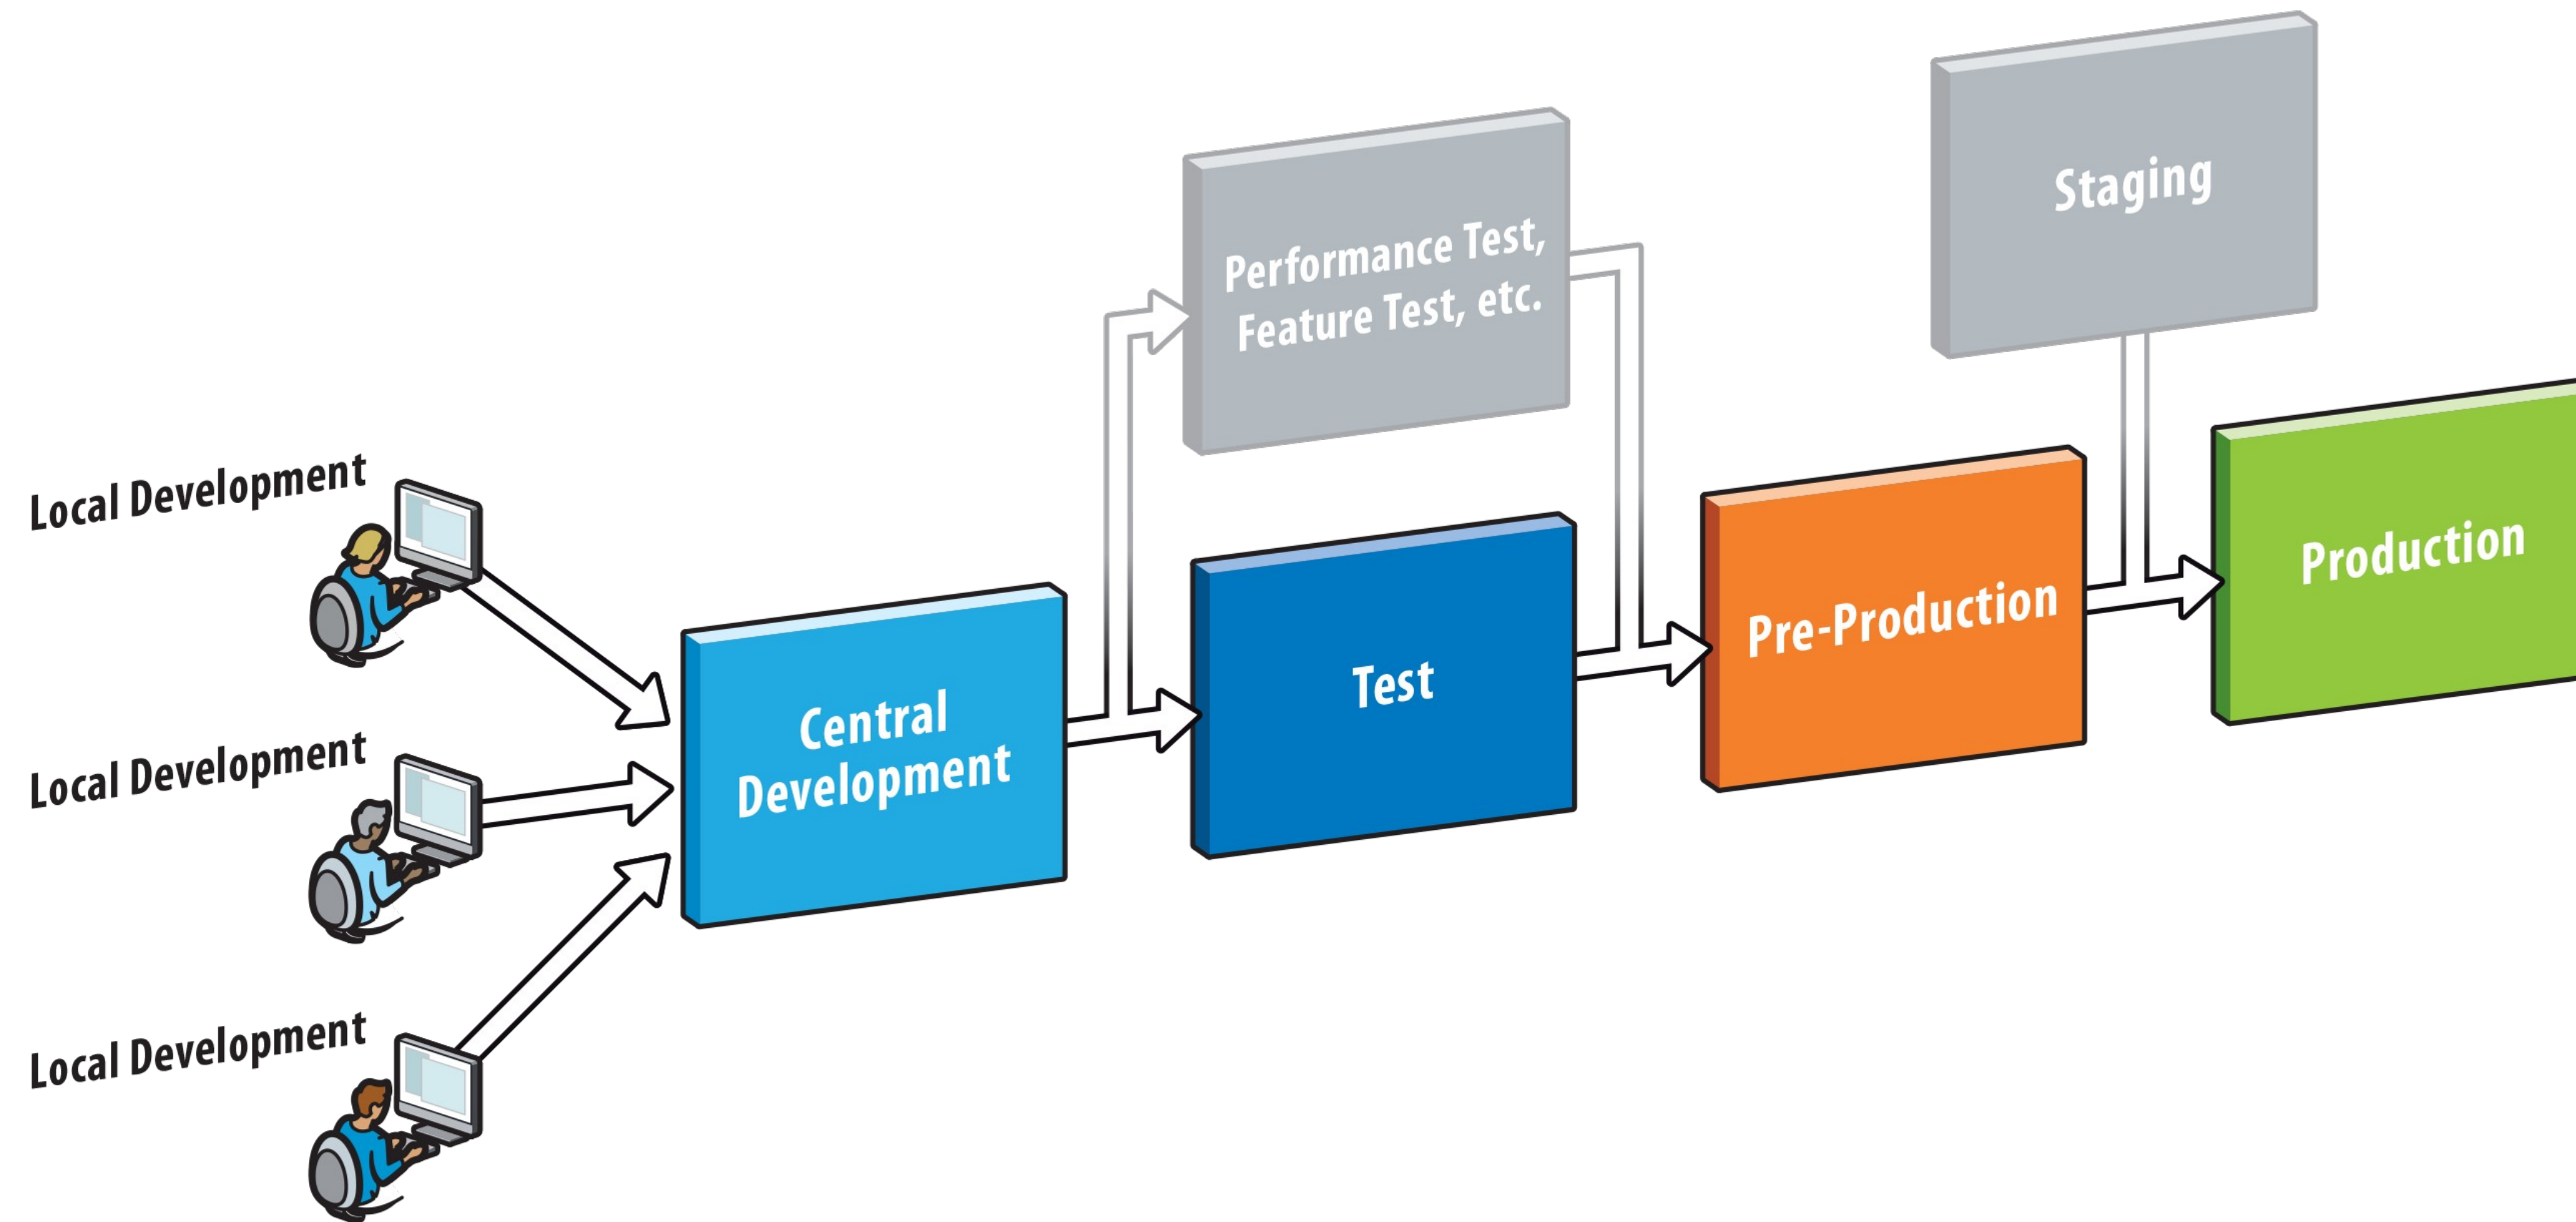 Local Development
Local Development
Local Development
Central
Development
Performance Test,
Feature Test, etc.
Test
Pre-Production
Staging
Production